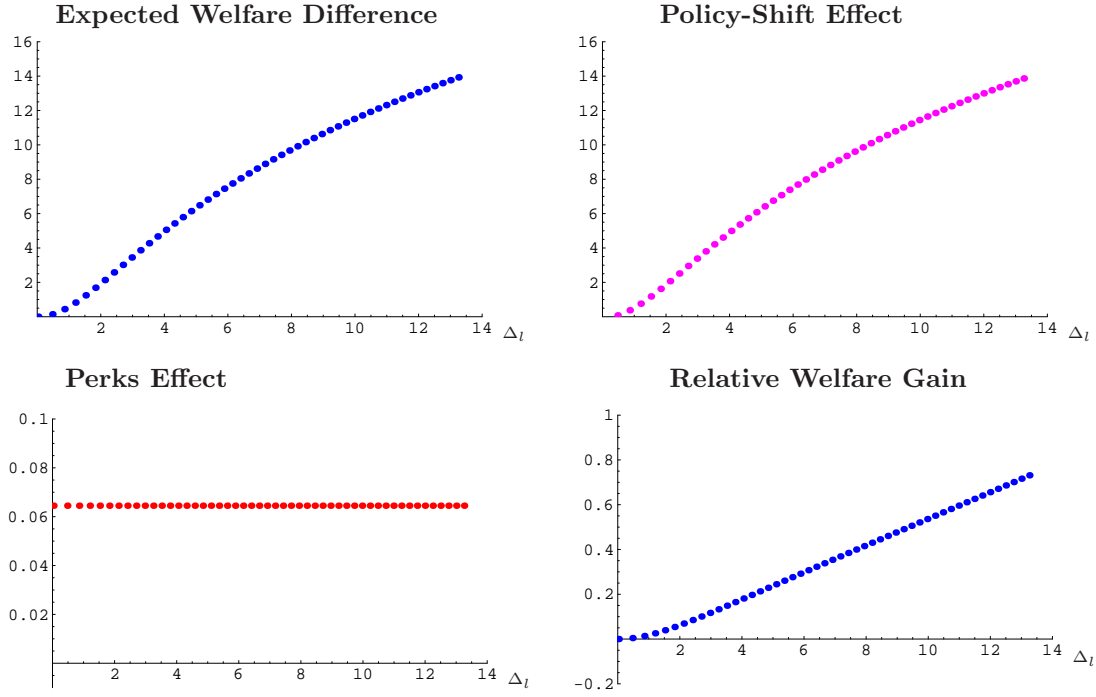 Expected Welfare Difference
16
14
12
10
8
6
4
2
2 4 6 8 10 12 14
Δl
Policy-Shift Effect
16
14
12
10
8
6
4
2
2 4 6 8 10 12 14
Δl
Perks Effect
0.1
0.08
0.06
0.04
0.02
2 4 6 8 10 12 14
Δl
Relative Welfare Gain
1
0.8
0.6
0.4
0.2
-0.2
2 4 6 8 10 12 14
Δl